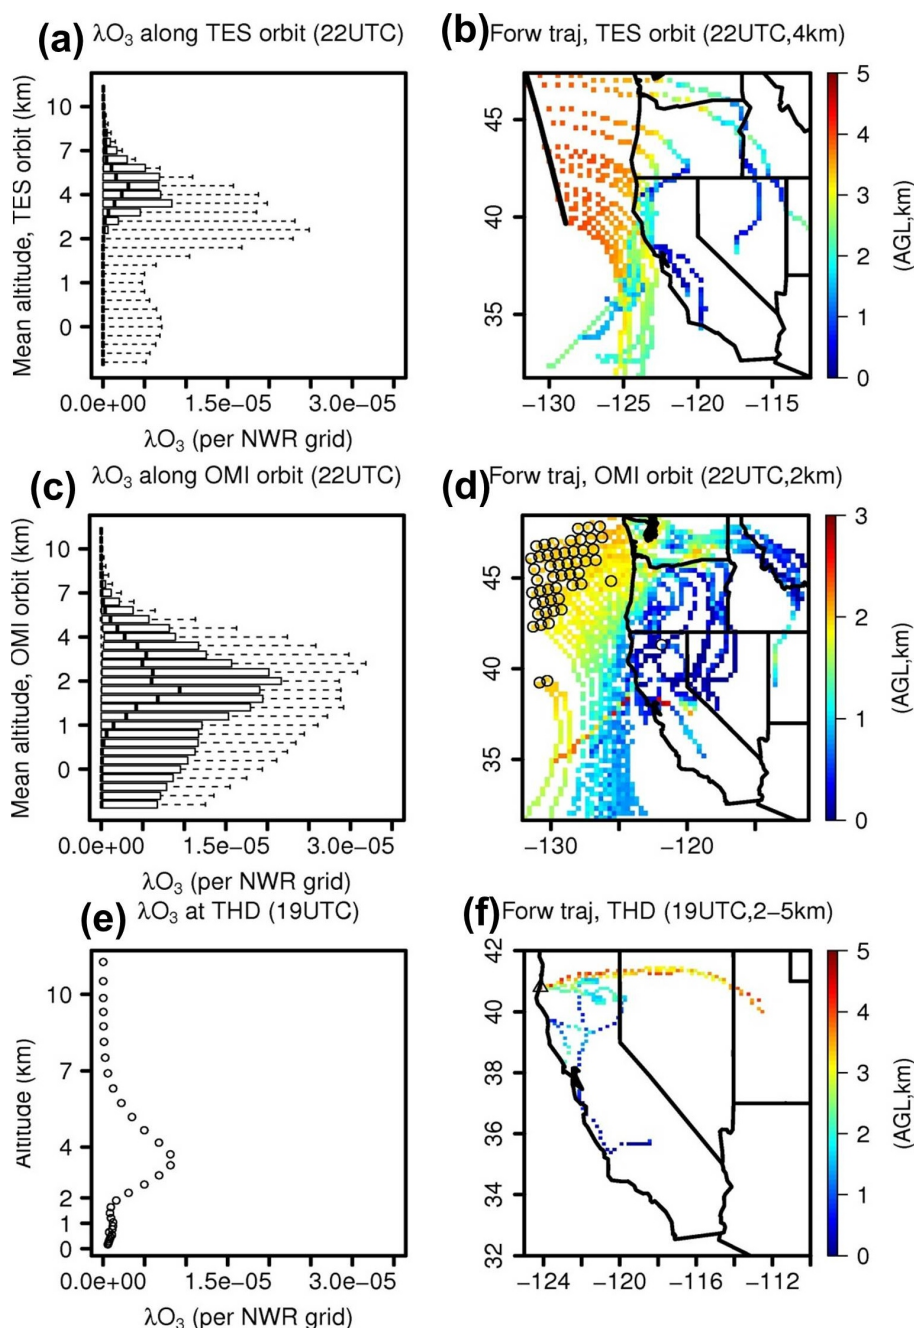 (a) λO₃ along TES orbit (22UTC)
Mean altitude, TES orbit (km)
10
7
4
2
1
0
0.0e+00 1.5e−05 3.0e−05
λO₃ (per NWR grid)
(b) Forw traj, TES orbit (22UTC,4km)
45
40
35
−130 −125 −120 −115
5
4
3
2
1
0
(AGL,km)
(c) λO₃ along OMI orbit (22UTC)
Mean altitude, OMI orbit (km)
10
7
4
2
1
0
0.0e+00 1.5e−05 3.0e−05
λO₃ (per NWR grid)
(d) Forw traj, OMI orbit (22UTC,2km)
45
40
35
−130 −120
3
2
1
0
(AGL,km)
(e) λO₃ at THD (19UTC)
Altitude (km)
10
7
4
2
1
0
0.0e+00 1.5e−05 3.0e−05
λO₃ (per NWR grid)
(f) Forw traj, THD (19UTC,2−5km)
42
40
38
36
34
32
−124 −120 −116 −112
5
4
3
2
1
0
(AGL,km)